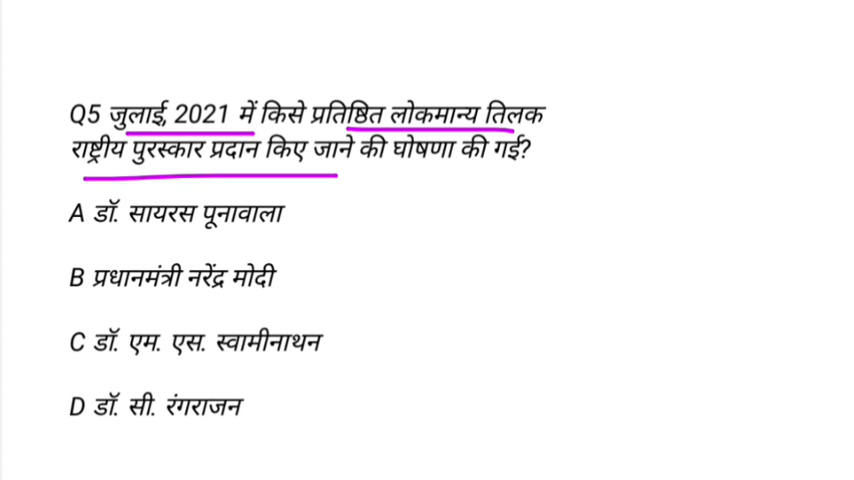 Q5 जुलाई, 2021 में किसे प्रतिष्ठित लोकमान्य तिलक
राष्ट्रीय पुरस्कार प्रदान किए जाने की घोषणा की गई?
A डॉ. सायरस पूनावाला
B प्रधानमंत्री नरेंद्र मोदी
C डॉ. एम. एस. स्वामीनाथन
D डॉ. सी. रंगराजन